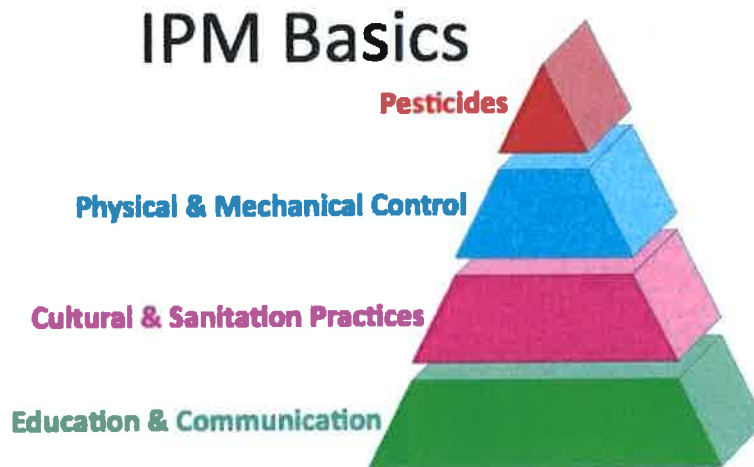 IPM Basics
Pesticides
Physical & Mechanical Control
Cultural & Sanitation Practices
Education & Communication